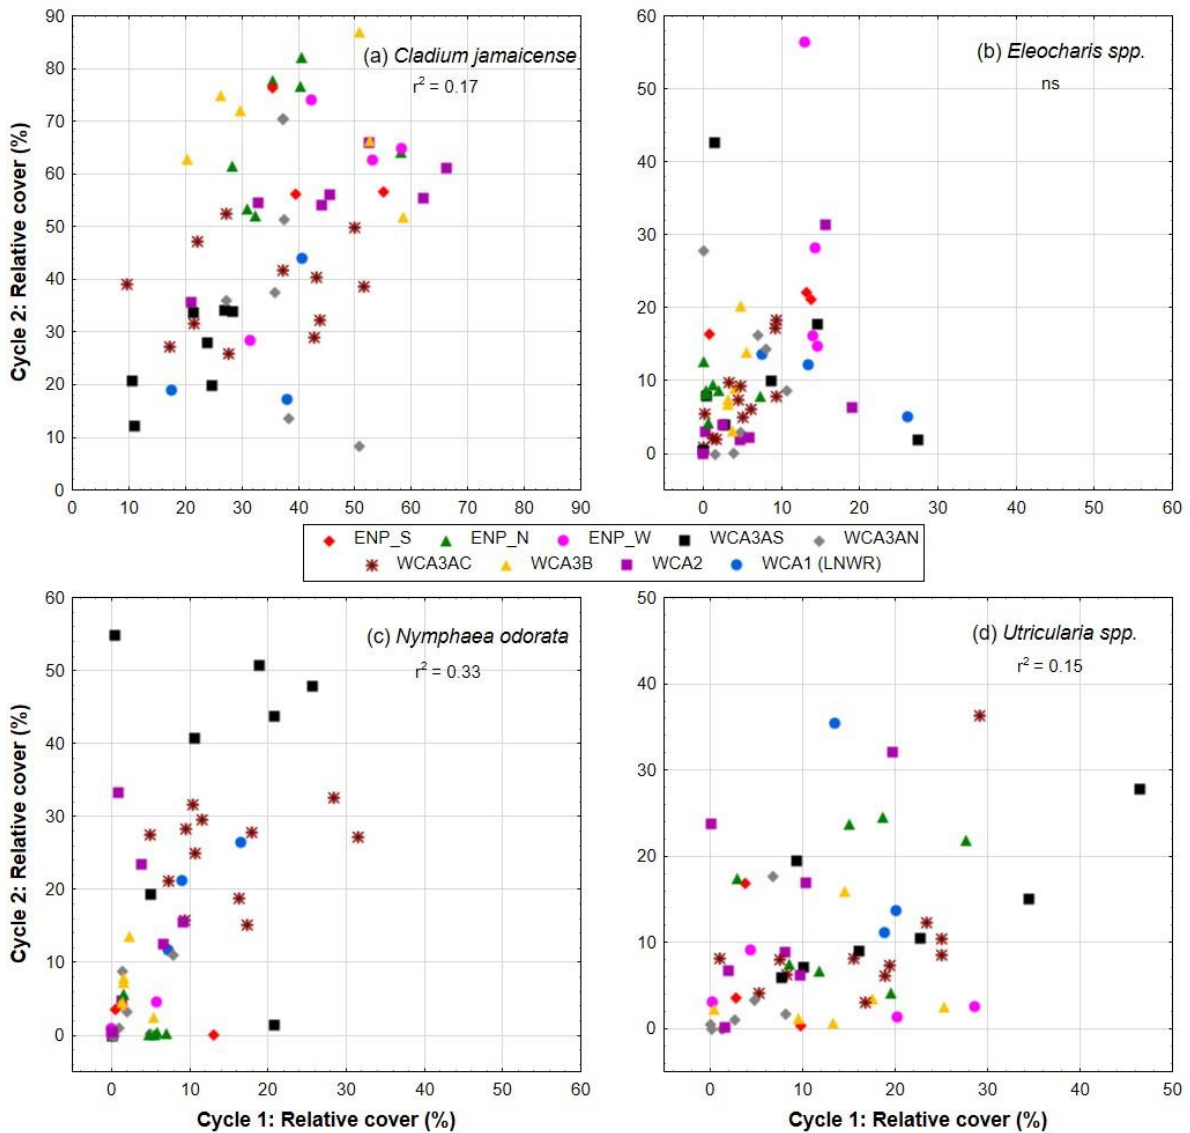 (a) Cladium jamaicense
r² = 0.17
Cycle 2: Relative cover (%)
90
80
70
60
50
40
30
20
10
0
0 10 20 30 40 50 60 70 80 90
(b) Eleocharis spp.
ns
60
50
40
30
20
10
0
0 10 20 30 40 50 60
ENP_S ENP_N ENP_W WCA3AS WCA3AN
WCA3AC WCA3B WCA2 WCA1 (LNWR)
(c) Nymphaea odorata
r² = 0.33
Cycle 2: Relative cover (%)
60
50
40
30
20
10
0
0 10 20 30 40 50 60
Cycle 1: Relative cover (%)
(d) Utricularia spp.
r² = 0.15
50
40
30
20
10
0
0 10 20 30 40 50
Cycle 1: Relative cover (%)